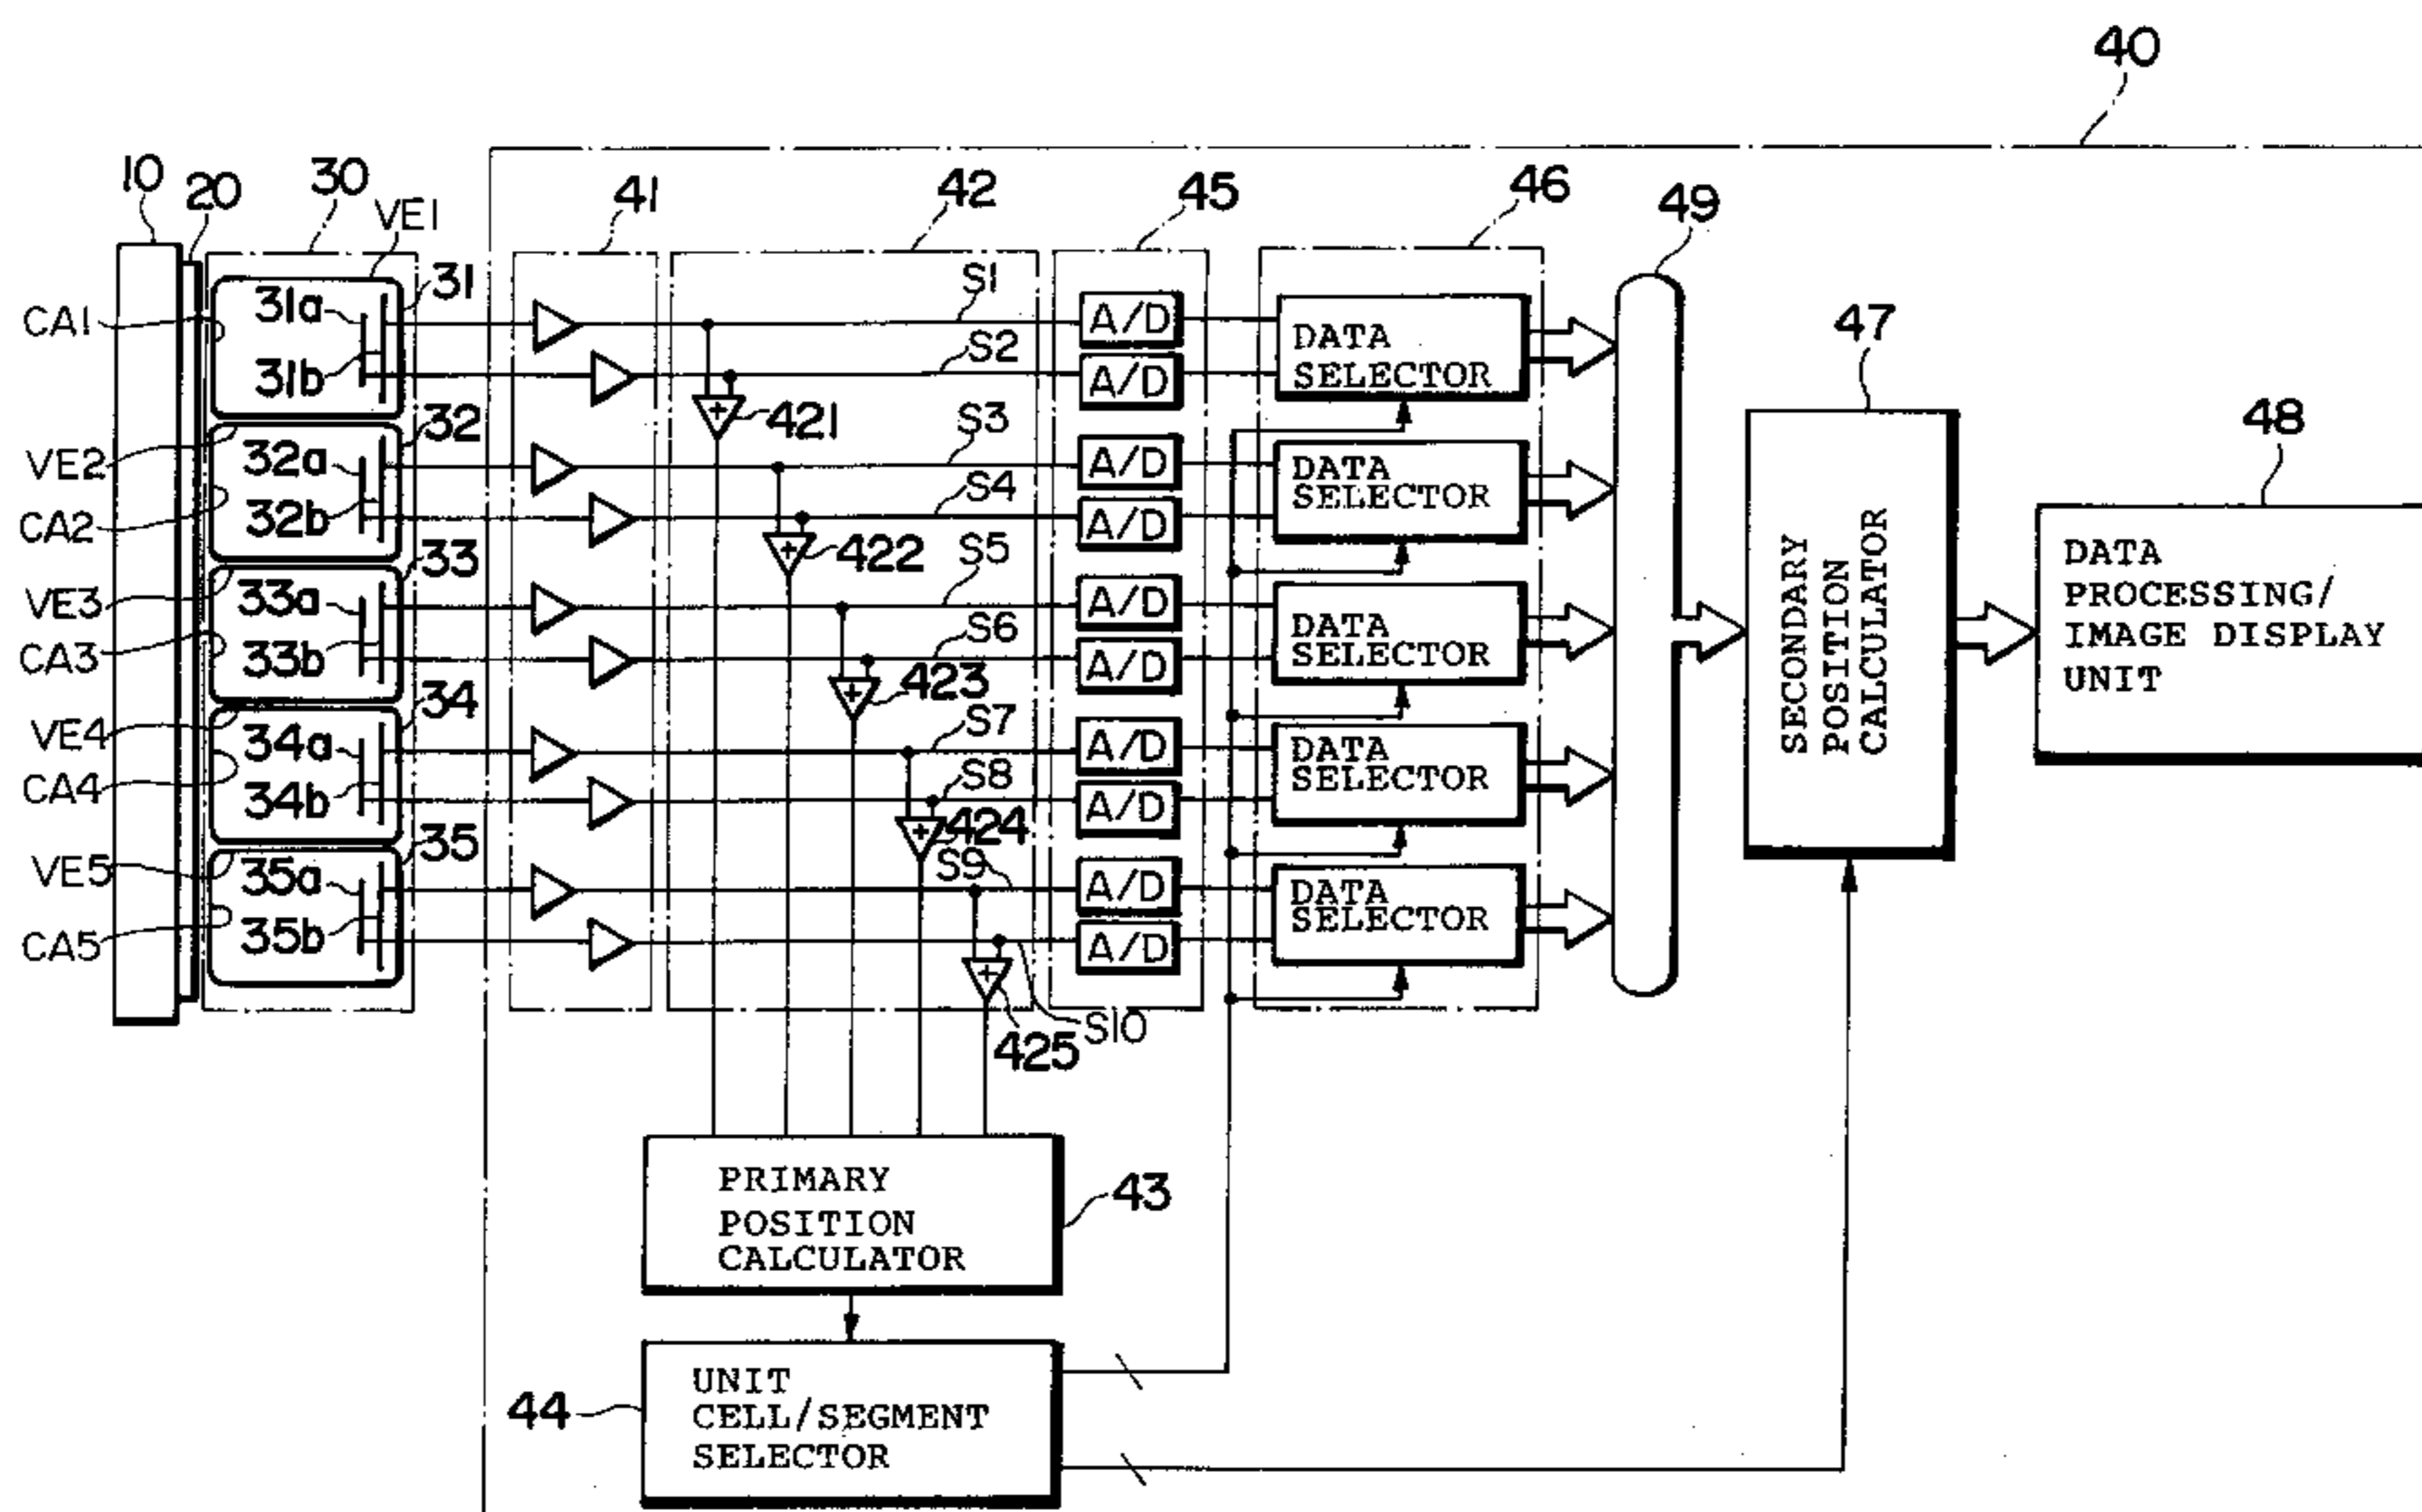 40
10
20
30
VE1
41
42
45
46
49
31
31a
CA1
31b
S1
S2
A/D
A/D
DATA
SELECTOR
47
421
32
VE2
32a
S3
CA2
32b
S4
A/D
A/D
DATA
SELECTOR
48
422
33
VE3
33a
S5
CA3
33b
S6
A/D
A/D
DATA
SELECTOR
SECONDARY
POSITION
CALCULATOR
DATA
PROCESSING/
IMAGE DISPLAY
UNIT
423
34
VE4
34a
S7
CA4
34b
S8
A/D
A/D
DATA
SELECTOR
424
35
VE5
35a
S9
CA5
35b
A/D
A/D
DATA
SELECTOR
425
S10
PRIMARY
POSITION
CALCULATOR
43
44
UNIT
CELL/SEGMENT
SELECTOR